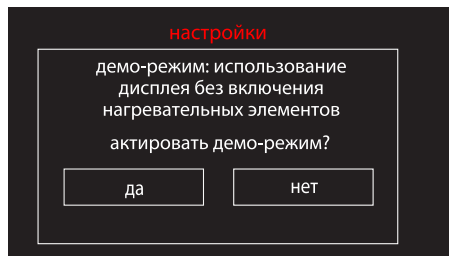 настройки
демо-режим: использование
дисплея без включения
нагревательных элементов
актировать демо-режим?
да
нет